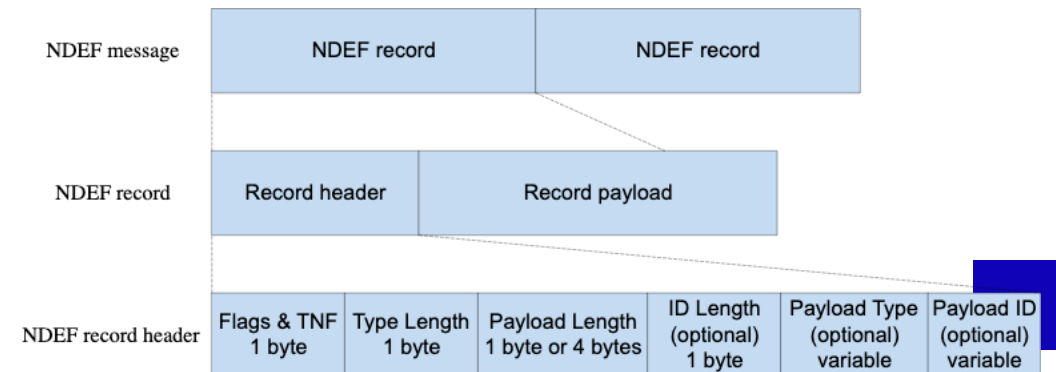 NDEF message
NDEF record
NDEF record
NDEF record
Record header
Record payload
NDEF record header
Flags & TNF
1 byte
Type Length
1 byte
Payload Length
1 byte or 4 bytes
ID Length
(optional)
1 byte
Payload Type
(optional)
variable
Payload ID
(optional)
variable